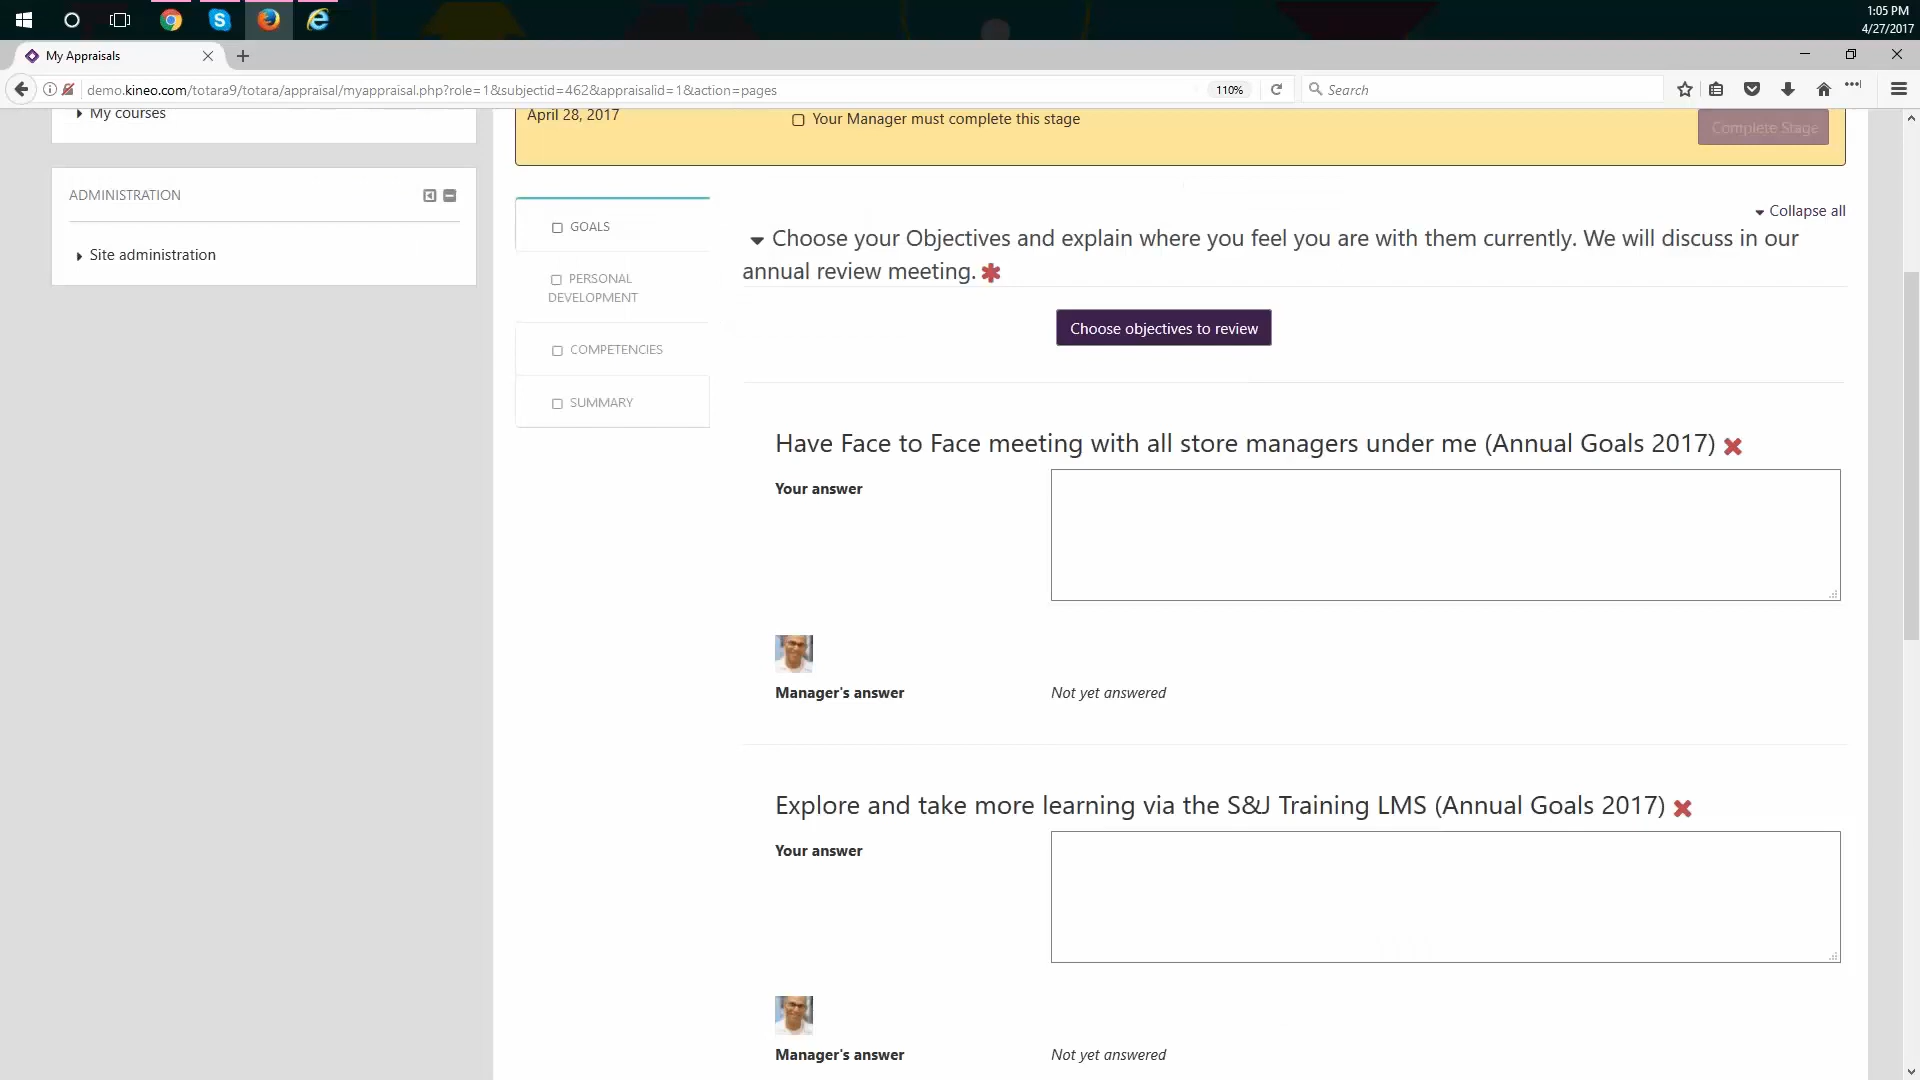 1:05 PM
4/27/2017
My Appraisals
demo.kineo.com/totara9/totara/appraisal/myappraisal.php?role=1&subjectid=462&appraisalid=1&action=pages
110%
Search
My courses
April 28, 2017
Your Manager must complete this stage
Complete Stage
ADMINISTRATION
Site administration
GOALS
PERSONAL
DEVELOPMENT
COMPETENCIES
SUMMARY
Collapse all
Choose your Objectives and explain where you feel you are with them currently. We will discuss in our
annual review meeting.
Choose objectives to review
Have Face to Face meeting with all store managers under me (Annual Goals 2017)
Your answer
Manager's answer
Not yet answered
Explore and take more learning via the S&J Training LMS (Annual Goals 2017)
Your answer
Manager's answer
Not yet answered